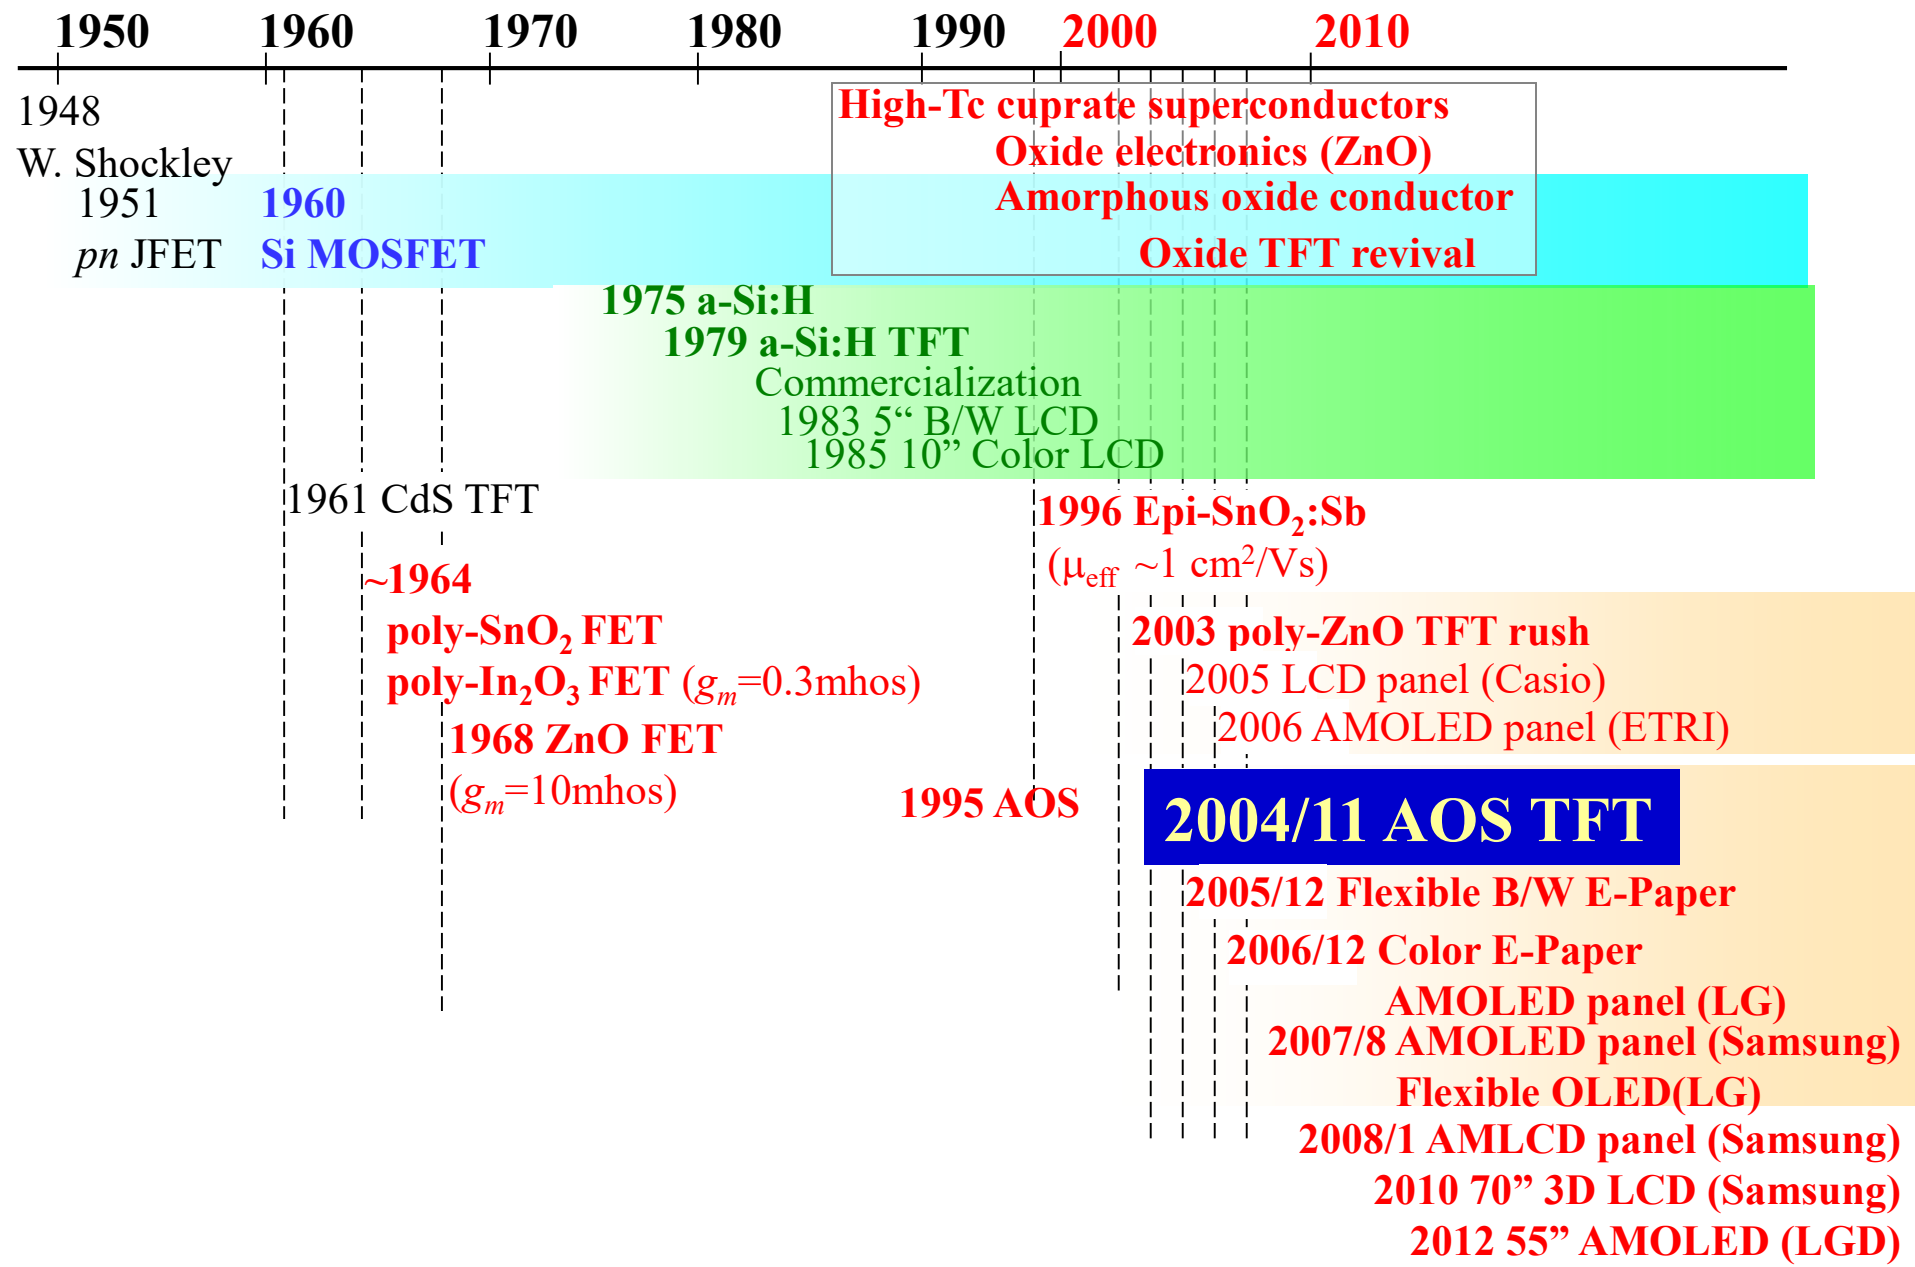 1950 1960 1970 1980 1990 2000 2010
1948
W. Shockley
1951
pn JFET
1960
Si MOSFET
High-Tc cuprate superconductors
Oxide electronics (ZnO)
Amorphous oxide conductor
Oxide TFT revival
1975 a-Si:H
1979 a-Si:H TFT
Commercialization
1983 5“ B/W LCD
1985 10” Color LCD
1961 CdS TFT
~1964
poly-SnO₂ FET
poly-In₂O₃ FET (gₘ=0.3mhos)
1968 ZnO FET
(gₘ=10mhos)
1996 Epi-SnO₂:Sb
(μeff ~1 cm²/Vs)
2003 poly-ZnO TFT rush
2005 LCD panel (Casio)
2006 AMOLED panel (ETRI)
1995 AOS
2004/11 AOS TFT
2005/12 Flexible B/W E-Paper
2006/12 Color E-Paper
AMOLED panel (LG)
2007/8 AMOLED panel (Samsung)
Flexible OLED(LG)
2008/1 AMLCD panel (Samsung)
2010 70” 3D LCD (Samsung)
2012 55” AMOLED (LGD)